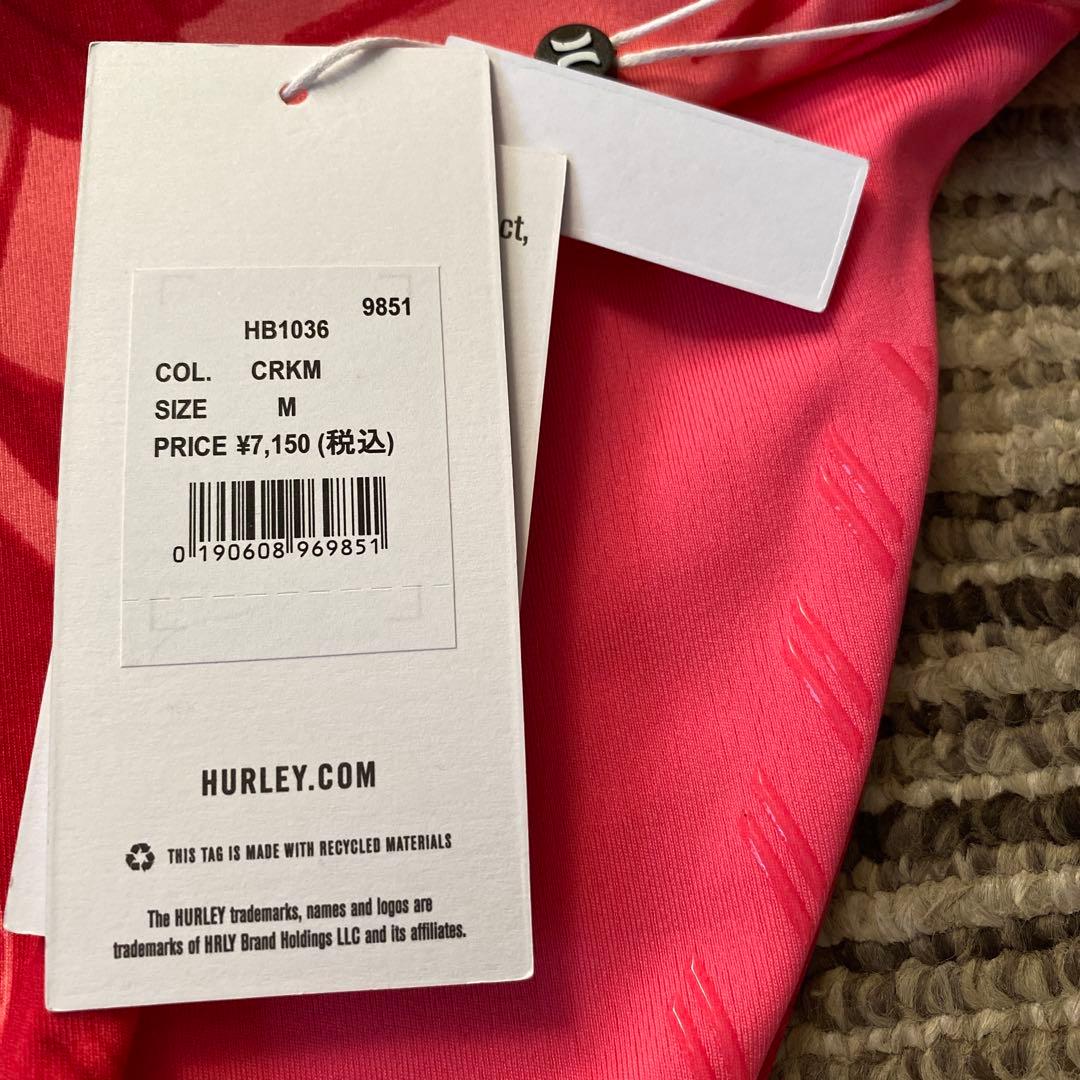 ct,
9851
HB1036
COL. CRKM
SIZE M
PRICE ¥7,150 (税込)
0 190608 969851
HURLEY.COM
THIS TAG IS MADE WITH RECYCLED MATERIALS
The HURLEY trademarks, names and logos are
trademarks of HRLY Brand Holdings LLC and its affiliates.